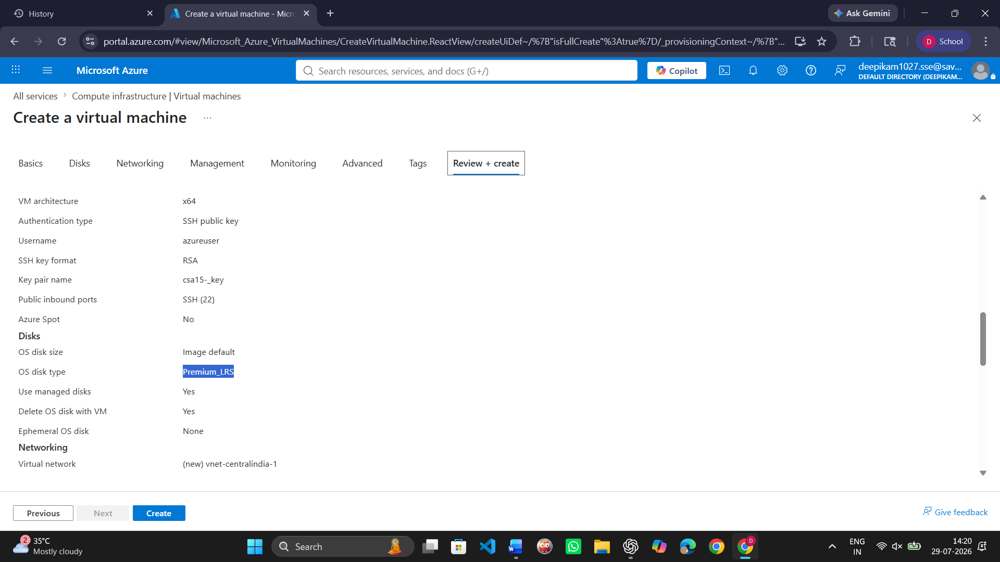 History
Create a virtual machine - Micr
Ask Gemini
portal.azure.com/#view/Microsoft_Azure_VirtualMachines/CreateVirtualMachine.ReactView/createUiDef~/%7B"isFullCreate"%3Atrue%7D/_provisioningContext~/%7B"...
D School
Microsoft Azure
Search resources, services, and docs (G+/)
Copilot
deepikam1027.sse@sav...
DEFAULT DIRECTORY (DEEPIKAM...
All services > Compute infrastructure | Virtual machines
Create a virtual machine ...
Basics Disks Networking Management Monitoring Advanced Tags Review + create
VM architecture x64
Authentication type SSH public key
Username azureuser
SSH key format RSA
Key pair name csa15-_key
Public inbound ports SSH (22)
Azure Spot No
Disks
OS disk size Image default
OS disk type Premium_LRS
Use managed disks Yes
Delete OS disk with VM Yes
Ephemeral OS disk None
Networking
Virtual network (new) vnet-centralindia-1
Previous Next Create
Give feedback
2
35°C
Mostly cloudy
Search
W
D
ENG
IN
14:20
29-07-2026